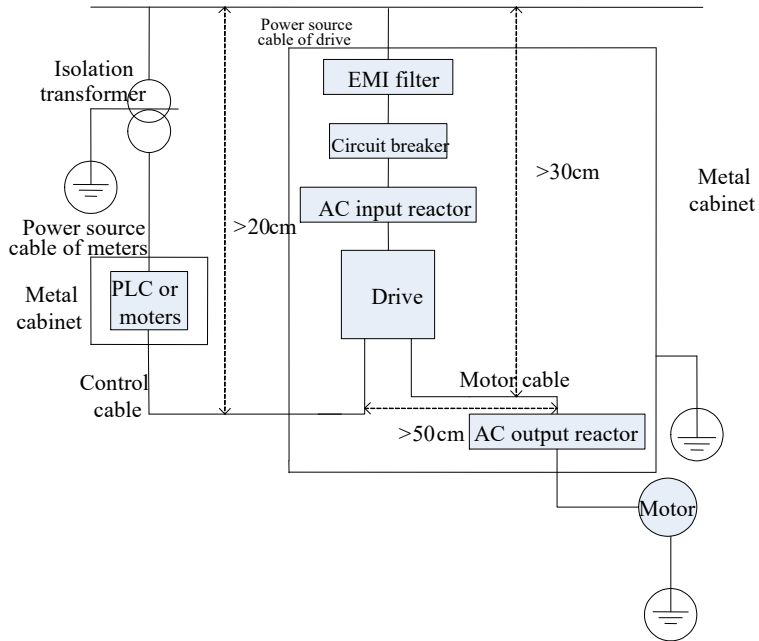 Power source
cable of drive
Isolation
transformer
EMI filter
Circuit breaker
>30cm
Metal
cabinet
AC input reactor
Power source
cable of meters
>20cm
PLC or
moters
Metal
cabinet
Drive
Control
cable
Motor cable
>50cm
AC output reactor
Motor